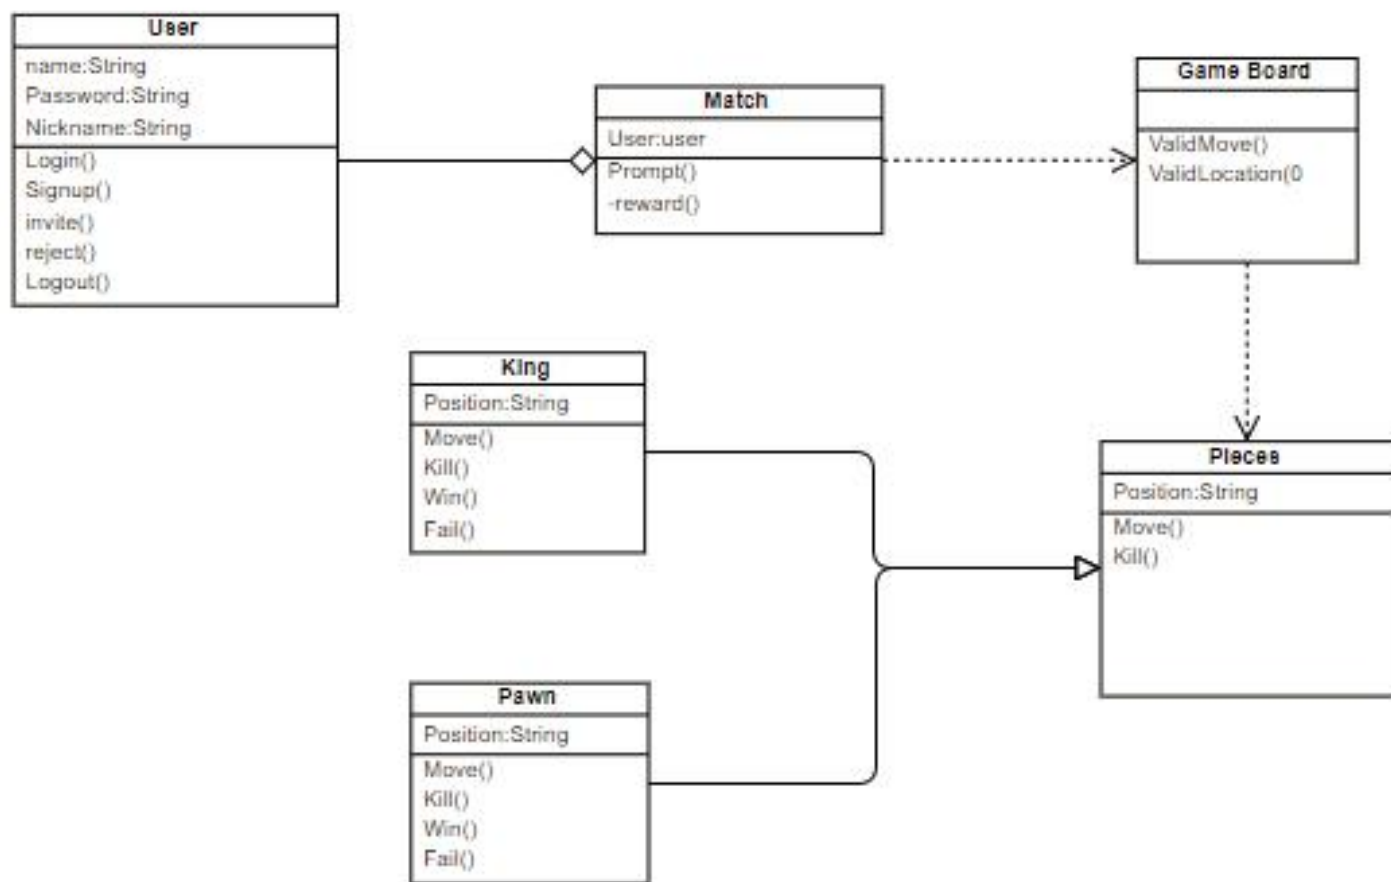 User
name:String
Password:String
Nickname:String
Login()
Signup()
invite()
reject()
Logout()
Match
User:user
Prompt()
-reward()
Game Board
ValidMove()
ValidLocation(0
King
Position:String
Move()
Kill()
Win()
Fail()
Pieces
Position:String
Move()
Kill()
Pawn
Position:String
Move()
Kill()
Win()
Fail()